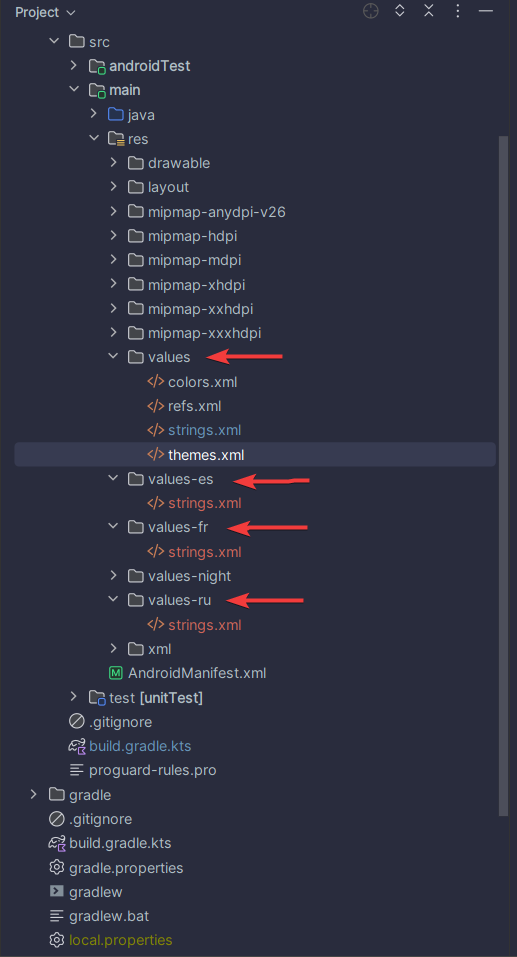 Project
src
androidTest
main
java
res
drawable
layout
mipmap-anydpi-v26
mipmap-hdpi
mipmap-mdpi
mipmap-xhdpi
mipmap-xxhdpi
mipmap-xxxhdpi
values
colors.xml
refs.xml
strings.xml
themes.xml
values-es
strings.xml
values-fr
strings.xml
values-night
values-ru
strings.xml
xml
AndroidManifest.xml
test [unitTest]
.gitignore
build.gradle.kts
proguard-rules.pro
gradle
.gitignore
build.gradle.kts
gradle.properties
gradlew
gradlew.bat
local.properties